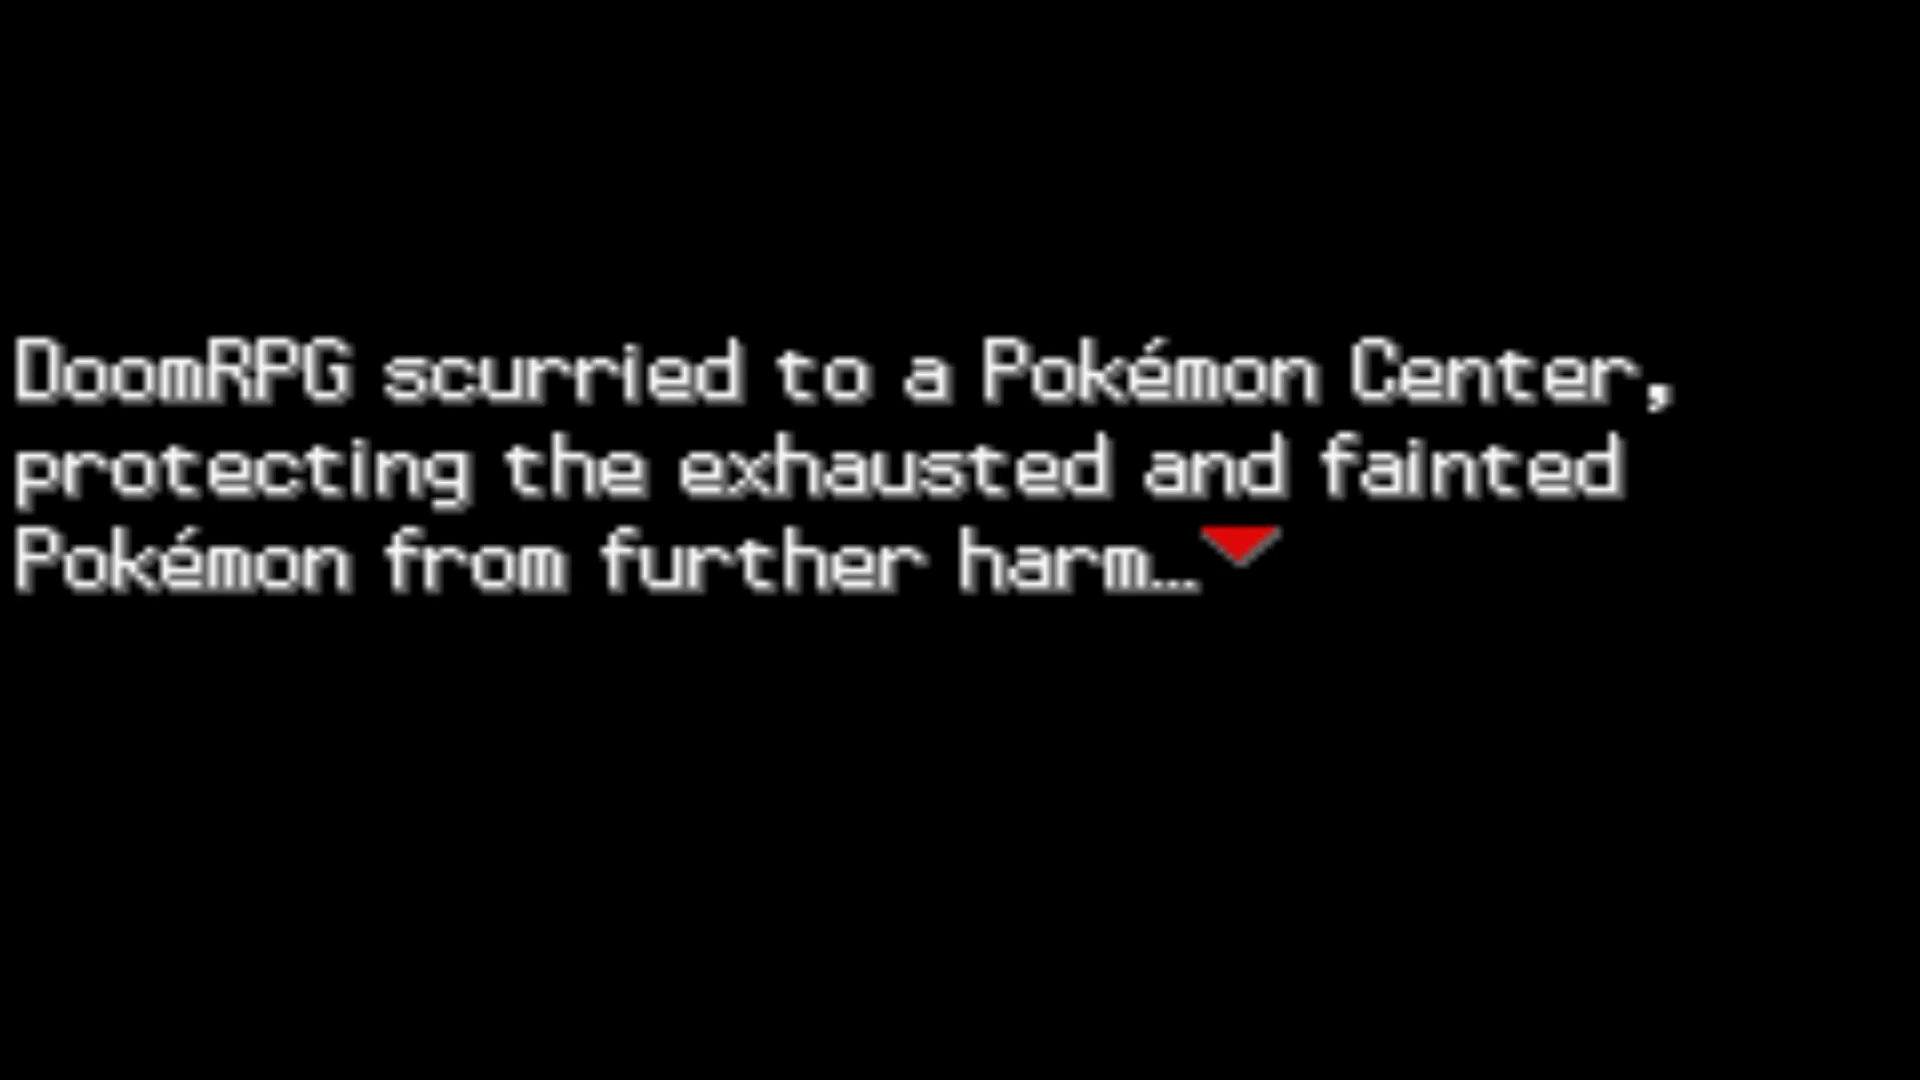 DoomRPG scurried to a Pokémon Center,
protecting the exhausted and fainted
Pokémon from further harm…